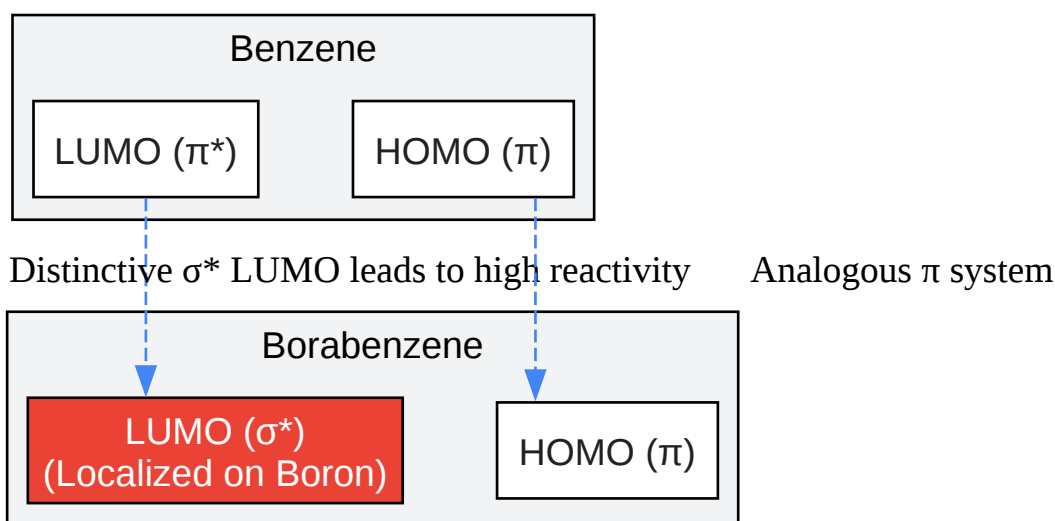 Benzene
LUMO (π*)
HOMO (π)
Distinctive σ* LUMO leads to high reactivity
Analogous π system
Borabenzene
LUMO (σ*)
(Localized on Boron)
HOMO (π)